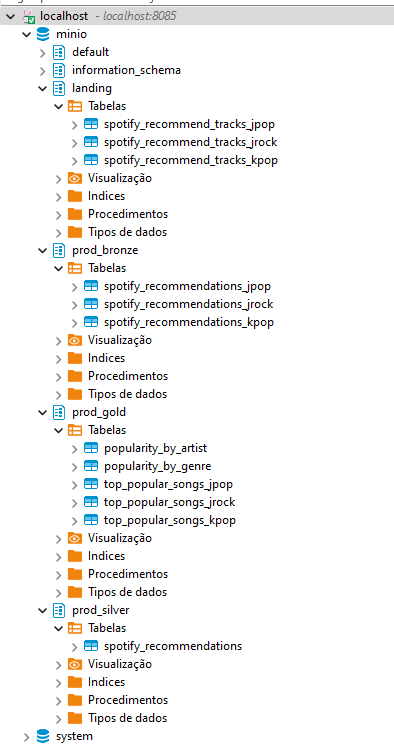 localhost - localhost:8085
minio
default
information_schema
landing
Tabelas
spotify_recommend_tracks_jpop
spotify_recommend_tracks_jrock
spotify_recommend_tracks_kpop
Visualização
Indices
Procedimentos
Tipos de dados
prod_bronze
Tabelas
spotify_recommendations_jpop
spotify_recommendations_jrock
spotify_recommendations_kpop
Visualização
Indices
Procedimentos
Tipos de dados
prod_gold
Tabelas
popularity_by_artist
popularity_by_genre
top_popular_songs_jpop
top_popular_songs_jrock
top_popular_songs_kpop
Visualização
Indices
Procedimentos
Tipos de dados
prod_silver
Tabelas
spotify_recommendations
Visualização
Indices
Procedimentos
Tipos de dados
system